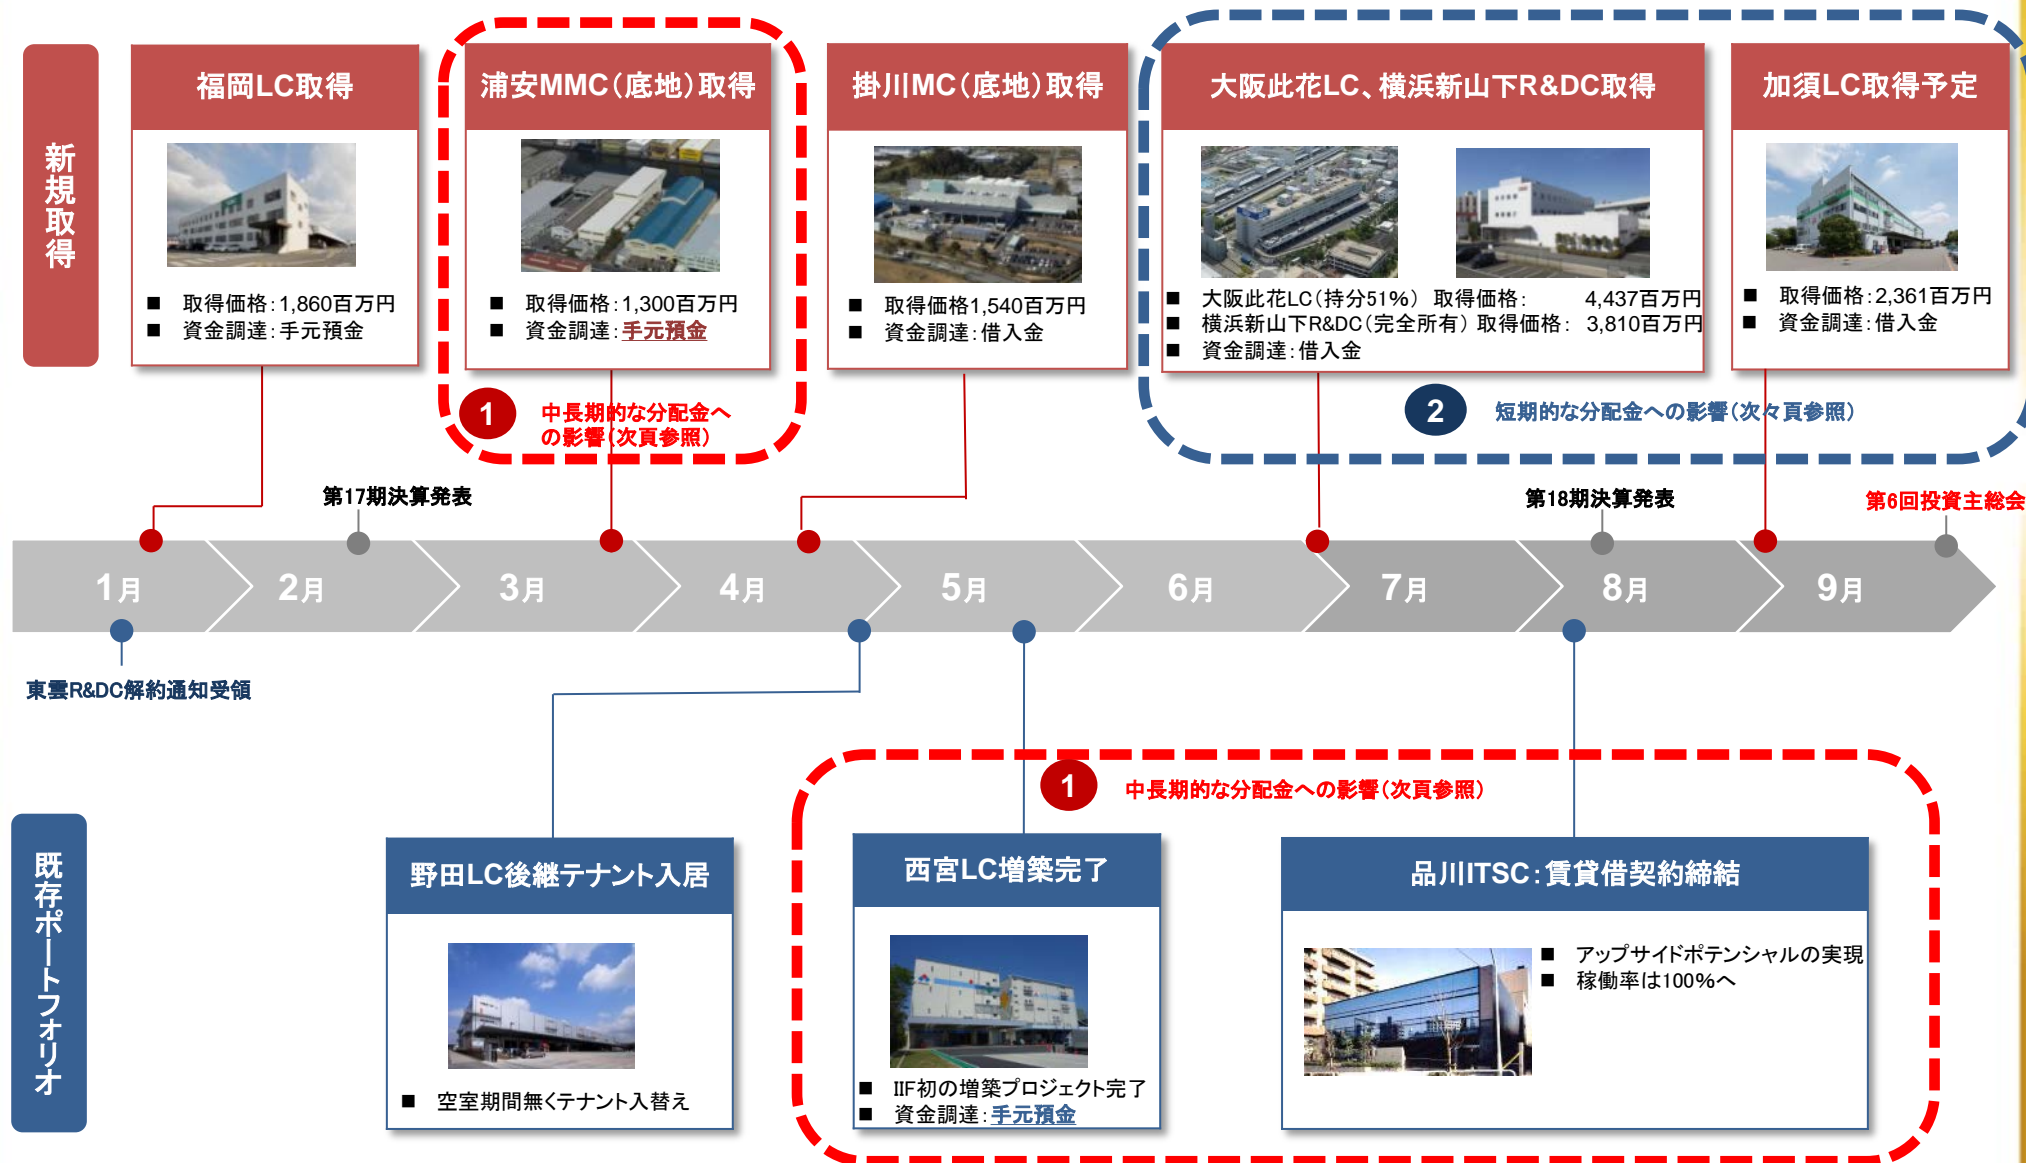 新規取得
福岡LC取得
■ 取得価格：1,860百万円
■ 資金調達：手元預金
浦安MMC（底地）取得
■ 取得価格：1,300百万円
■ 資金調達：手元預金
1 中長期的な分配金へ
の影響（次頁参照）
掛川MC（底地）取得
■ 取得価格1,540百万円
■ 資金調達：借入金
大阪此花LC、横浜新山下R&DC取得
■ 大阪此花LC（持分51%） 取得価格： 4,437百万円
■ 横浜新山下R&DC（完全所有） 取得価格： 3,810百万円
■ 資金調達：借入金
加須LC取得予定
■ 取得価格：2,361百万円
■ 資金調達：借入金
2 短期的な分配金への影響（次々頁参照）
第17期決算発表
第18期決算発表
第6回投資主総会
1月 2月 3月 4月 5月 6月 7月 8月 9月
東雲R&DC解約通知受領
既存ポートフォリオ
1 中長期的な分配金への影響（次頁参照）
野田LC後継テナント入居
■ 空室期間無くテナント入替え
西宮LC増築完了
■ IIF初の増築プロジェクト完了
■ 資金調達：手元預金
品川ITSC：賃貸借契約締結
■ アップサイドポテンシャルの実現
■ 稼働率は100%へ